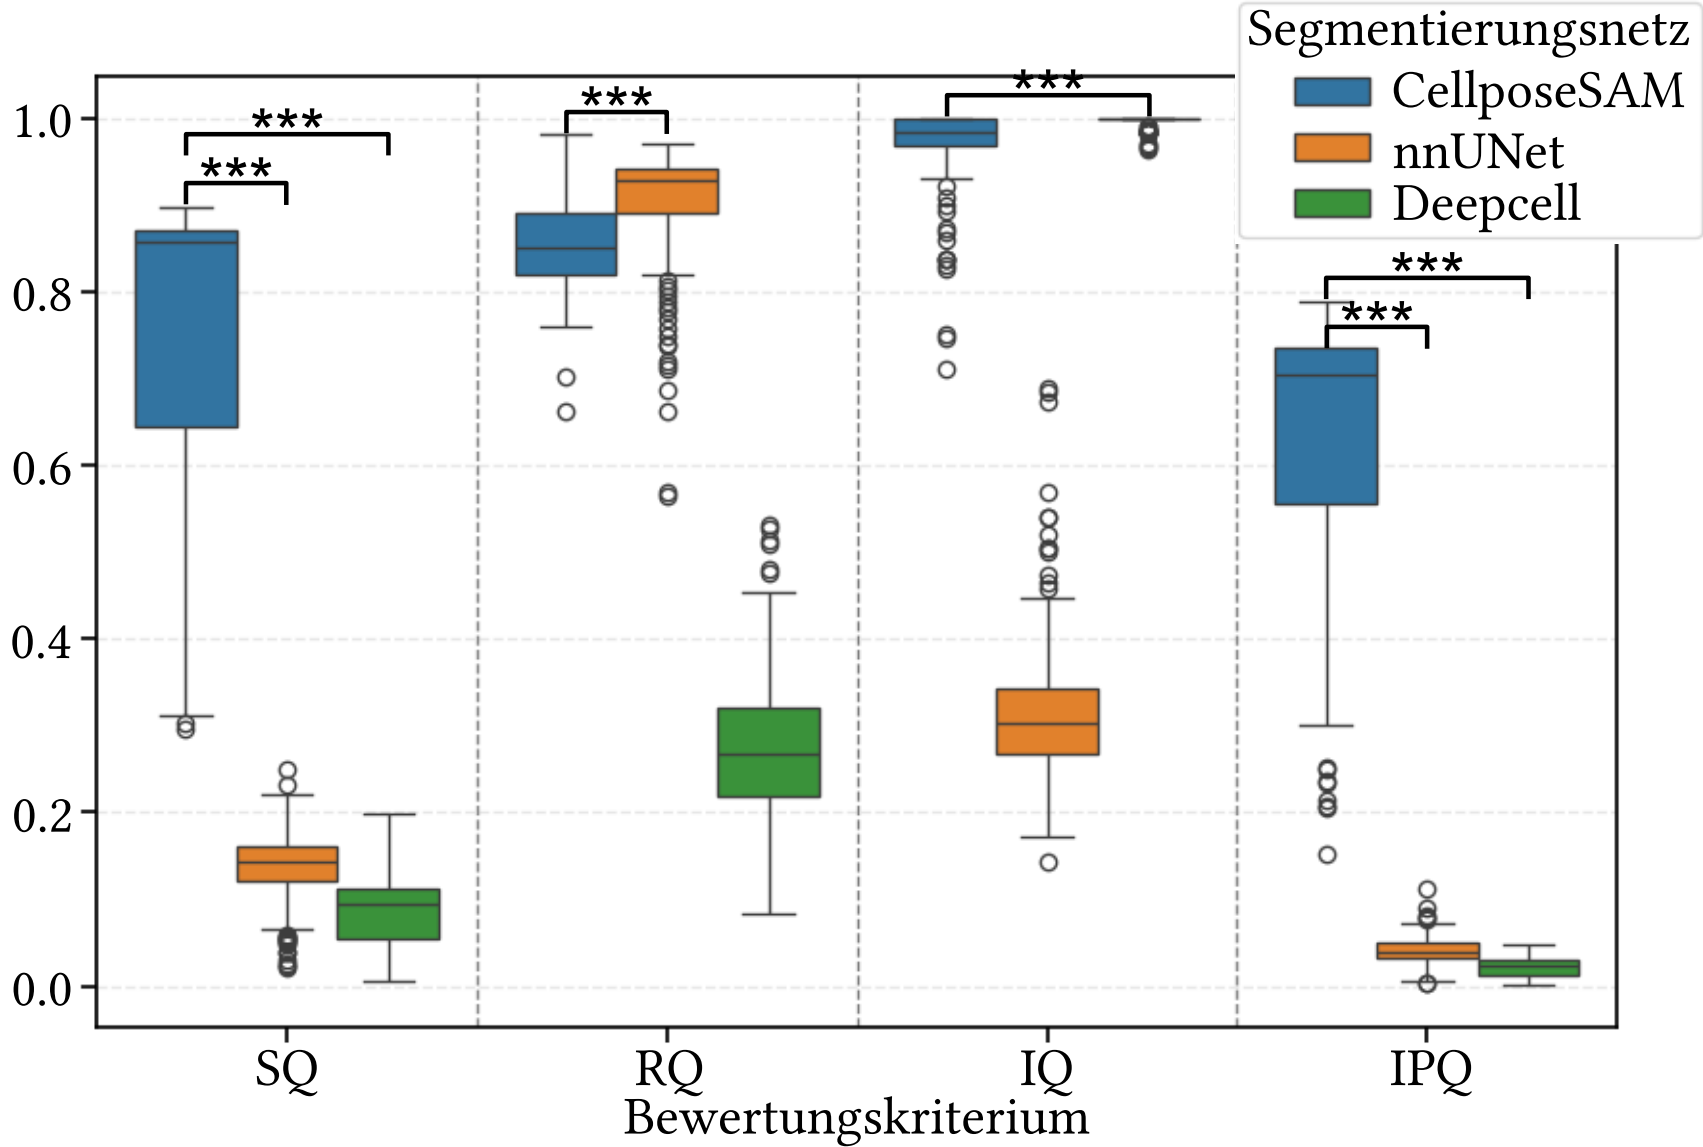 Segmentierungsnetz
CellposeSAM
nnUNet
Deepcell
***
***
***
***
***
***
1.0
0.8
0.6
0.4
0.2
0.0
SQ RQ IQ IPQ
Bewertungskriterium